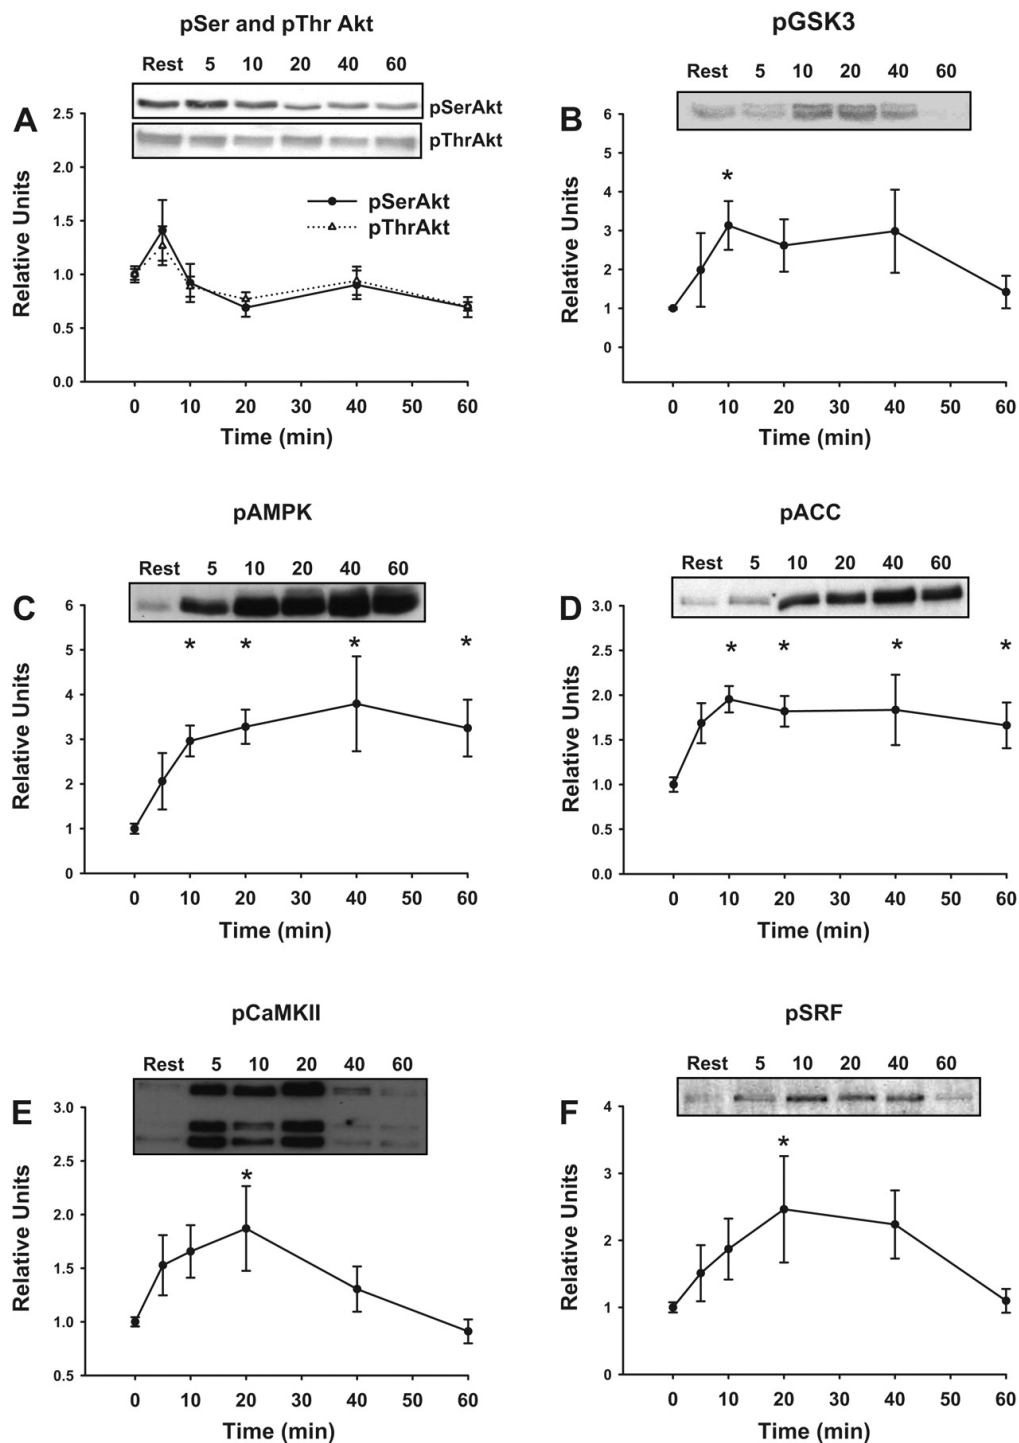 pSer and pThr Akt
Rest 5 10 20 40 60
A
pSerAkt
pThrAkt
2.5
2.0
1.5
1.0
0.5
0.0
Relative Units
pSerAkt
pThrAkt
0 10 20 30 40 50 60
Time (min)
pGSK3
Rest 5 10 20 40 60
B
6
3
4
2
1
0
Relative Units
*
0 10 20 30 40 50 60
Time (min)
pAMPK
Rest 5 10 20 40 60
C
6
5
4
3
2
1
0
Relative Units
* * * *
0 10 20 30 40 50 60
Time (min)
pACC
Rest 5 10 20 40 60
D
3.0
2.5
2.0
1.5
1.0
0.5
0.0
Relative Units
* * * *
0 10 20 30 40 50 60
Time (min)
pCaMKII
Rest 5 10 20 40 60
E
3.0
2.5
2.0
1.5
1.0
0.5
Relative Units
*
0 10 20 30 40 50 60
Time (min)
pSRF
Rest 5 10 20 40 60
F
4
3
2
1
0
Relative Units
*
0 10 20 30 40 50 60
Time (min)